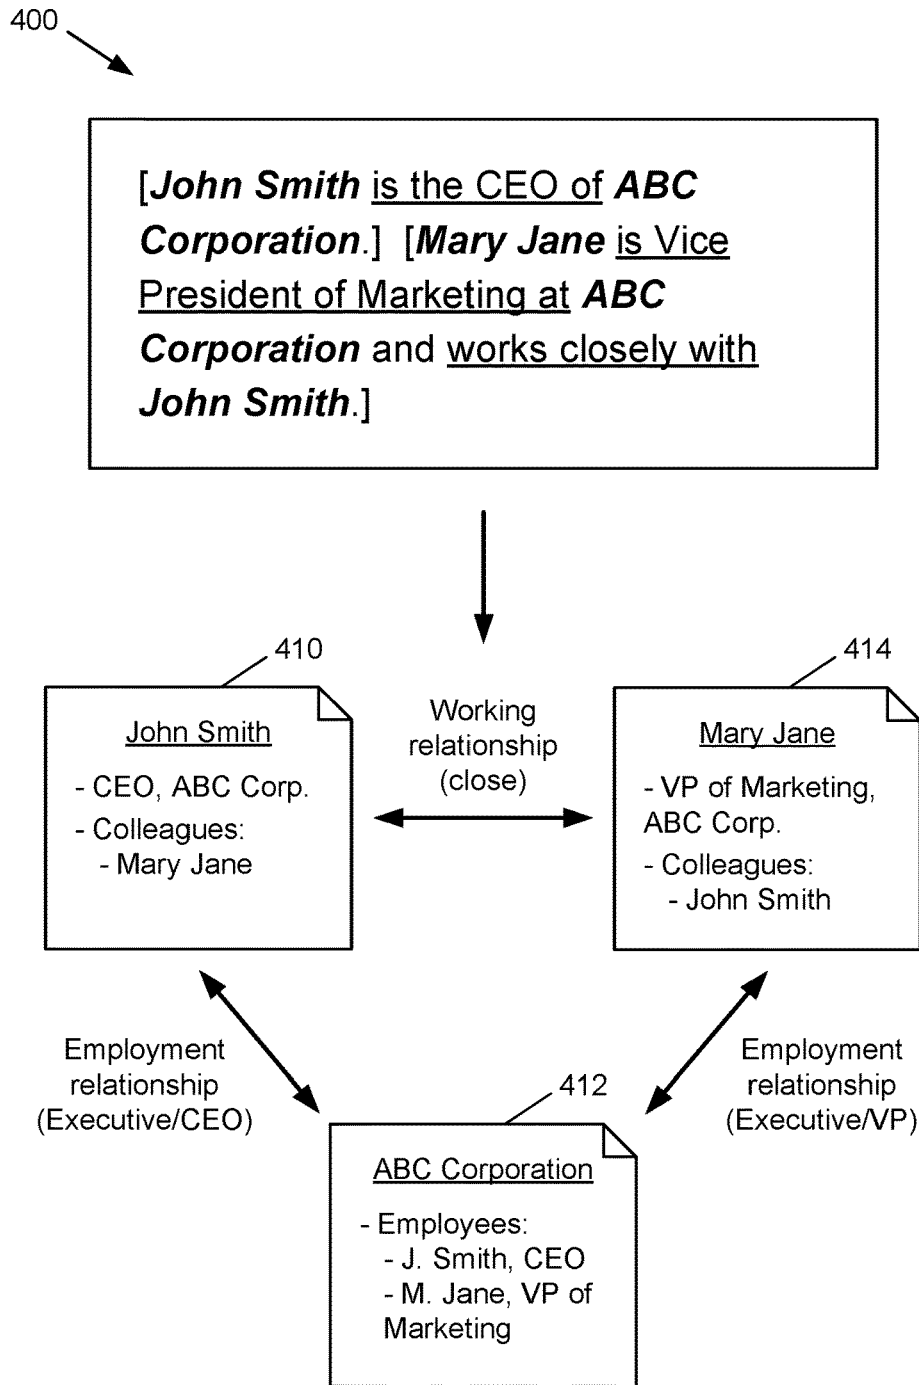 400
[John Smith is the CEO of ABC
Corporation.] [Mary Jane is Vice
President of Marketing at ABC
Corporation and works closely with
John Smith.]
410
414
John Smith
- CEO, ABC Corp.
- Colleagues:
- Mary Jane
Working
relationship
(close)
Mary Jane
- VP of Marketing,
ABC Corp.
- Colleagues:
- John Smith
Employment
relationship
(Executive/CEO)
Employment
relationship
(Executive/VP)
412
ABC Corporation
- Employees:
- J. Smith, CEO
- M. Jane, VP of
Marketing